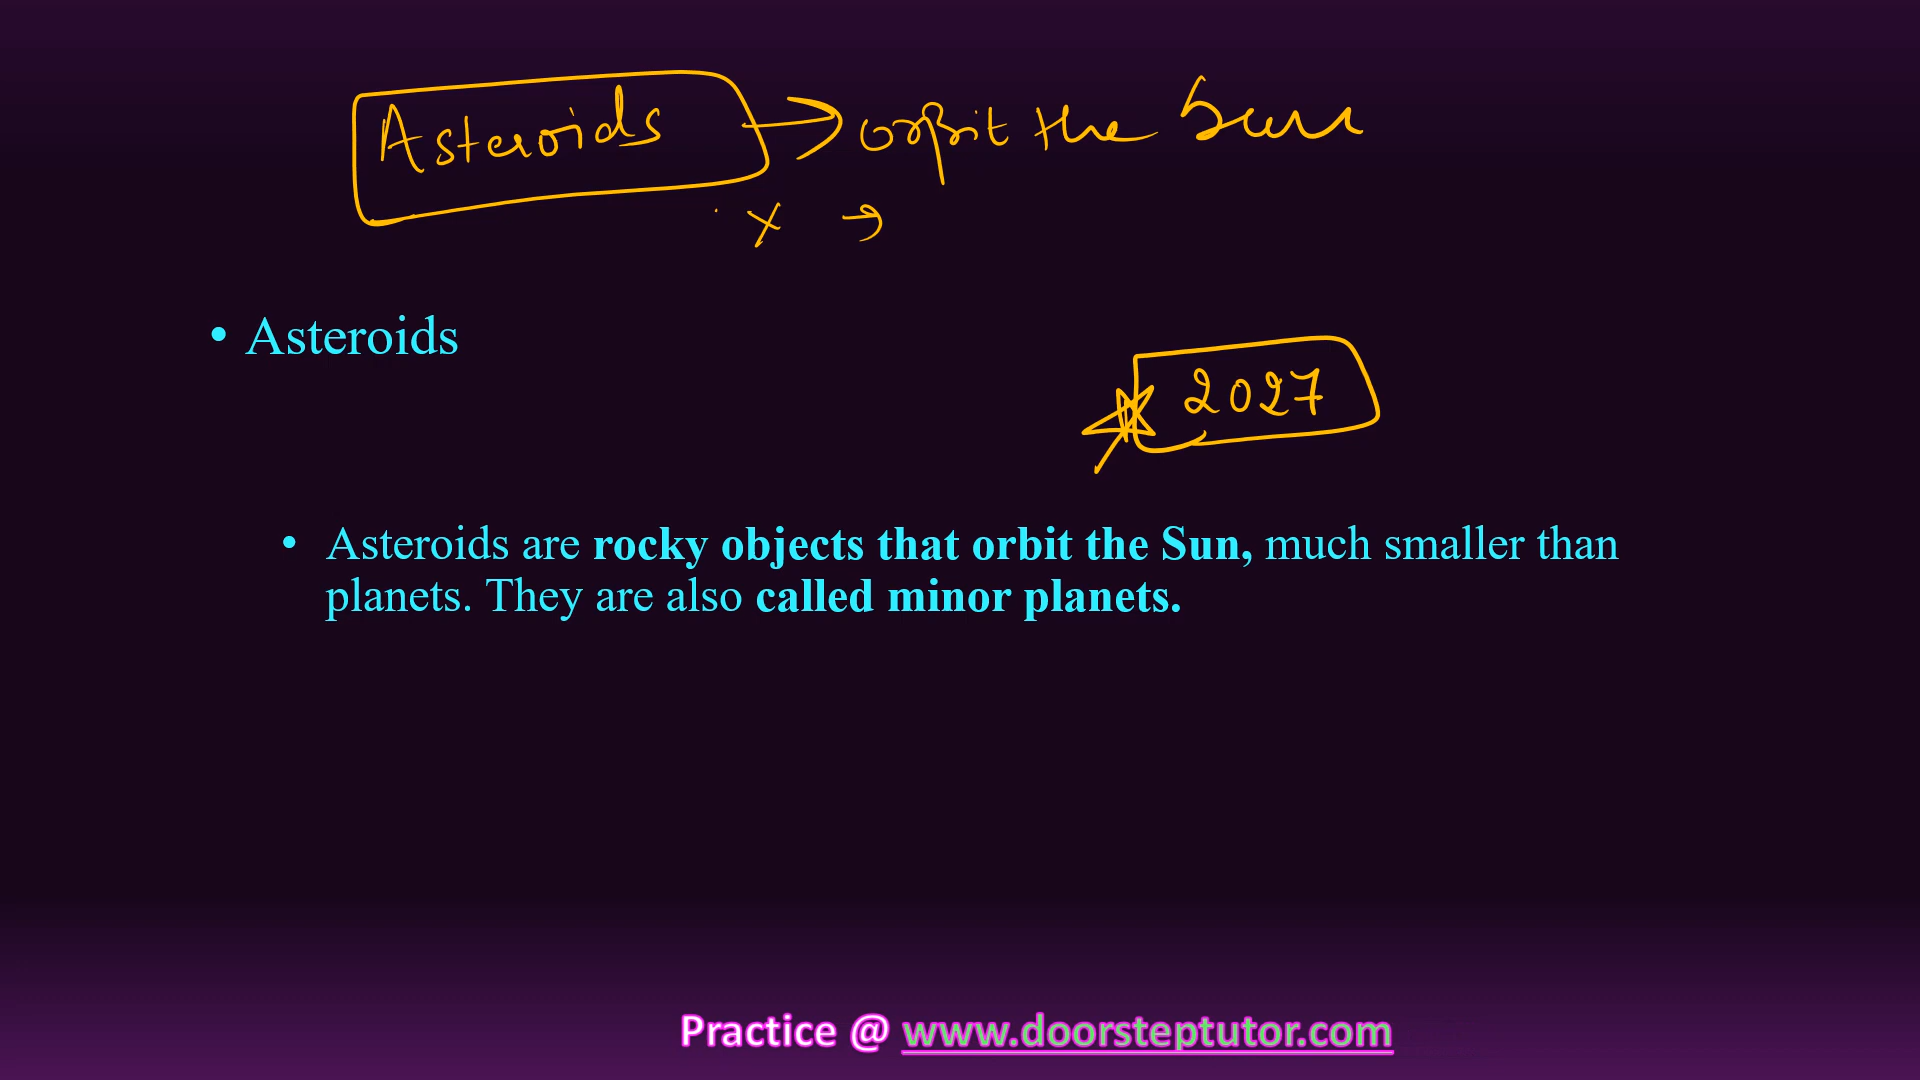 Asteroids → orbit the Sun
x →
• Asteroids
2027
• Asteroids are rocky objects that orbit the Sun, much smaller than
planets. They are also called minor planets.
Practice @ www.doorsteptutor.com